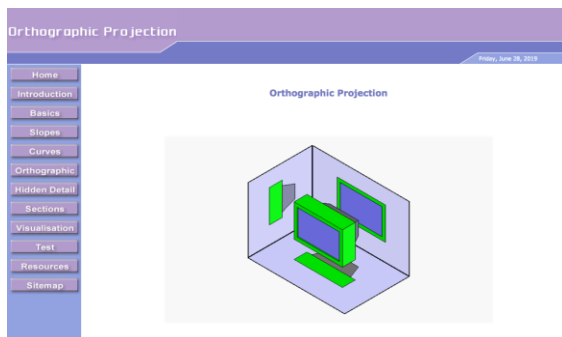 Orthographic Projection
Friday, June 28, 2019
Home
Introduction
Basics
Slopes
Curves
Orthographic
Hidden Detail
Sections
Visualisation
Test
Resources
Sitemap
Orthographic Projection